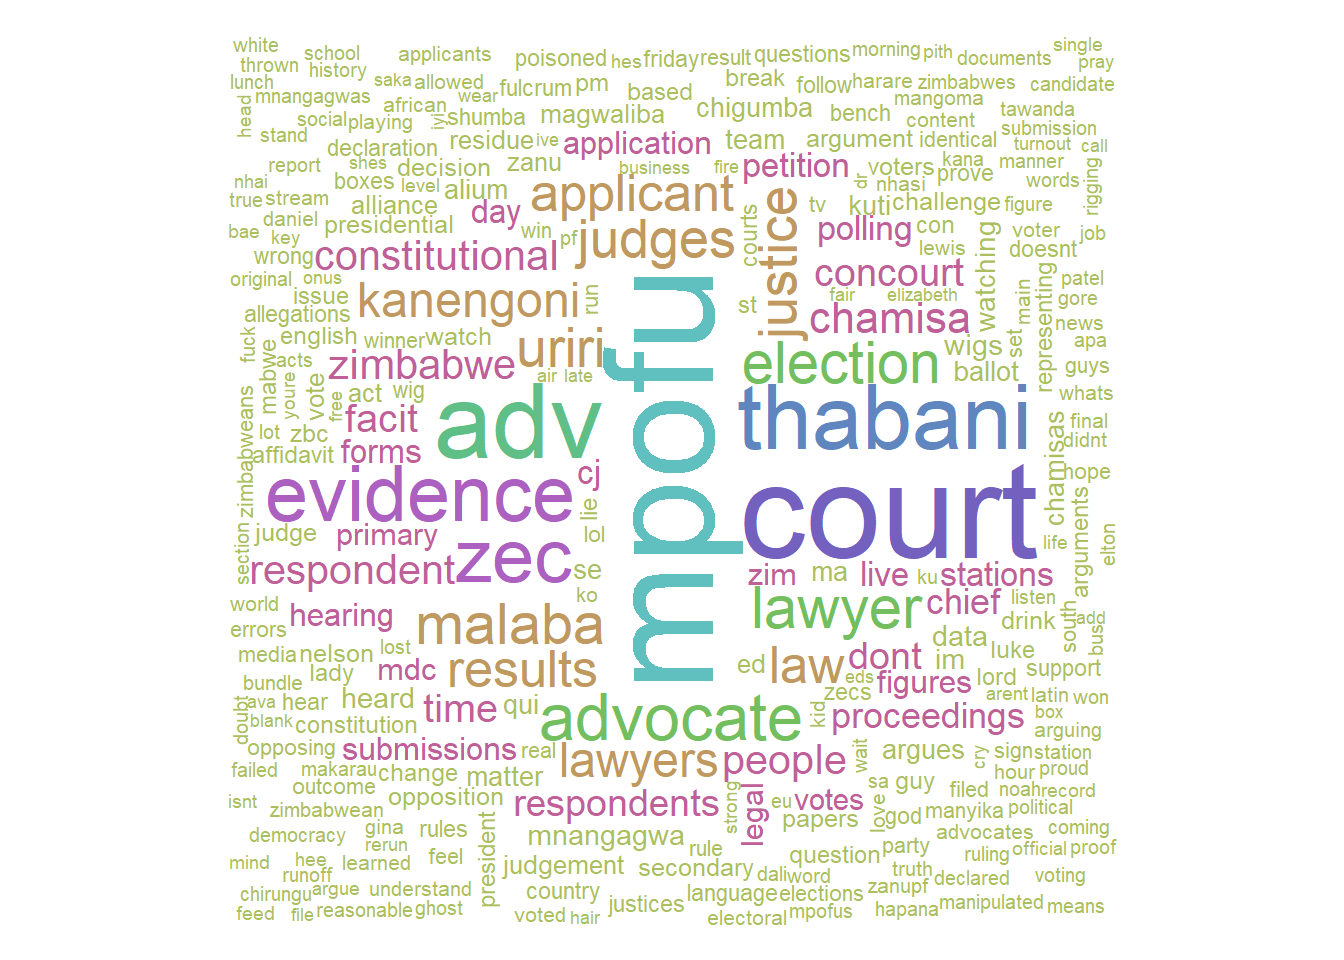 white school applicants poisoned hes friday result questions morning pith documents single
thrown history saka allowed fulcrum pm based break follow harare zimbabwes candidate pray
lunch mnangagwas african wear shumba magwaliba chigumba bench mangoma content tawanda
head social playing iyi residue ive application team argument identical submission
stand declaration decision zanu business fire petition voters kana manner turnout call
report shes boxes level alium applicant dr nhasi prove words rigging
nhai stream alliance day judges courts justice tv kuti challenge figure
true daniel presidential win pf polling con voter job
bae key wrong constitutional concourt lewis watching doesnt
original onus issue kanengoni run st fair elizabeth representing main patel
allegations english winner watch uriri mpofu chamisa wigs set gore news apa
fuck acts zimbabwe air late election ballot guys
mabwe youre vote free act wig adv thabani whats
lot zbc facit chamisas final didnt
zimbabweans affidavit forms cj court hope
evidence lie
judge primary lol arguments life elton
section respondent zec se zim ma live ku stations
world hearing ko lawyer chief listen add
errors malaba data drink south bus
media nelson lost ed law dont im luke support
bundle lady mdc results eds figures zecs lord arent latin won
doubt ava hear heard time qui advocate kid proceedings box
blank constitution arguing
opposing submissions real lawyers people wait argues sign station
failed makarau change matter cry hour proud
isnt outcome opposition respondents strong legal eu votes sa guy filed noah record
zimbabwean papers love god manyika political
democracy gina rules president mnangagwa rule advocates coming
rerun question party ruling official proof
mind hee learned feel judgement secondary dali word truth
runoff zanupf declared voting
chirungu argue understand country language elections manipulated means
feed file reasonable ghost voted hair justices electoral mpofus hapana